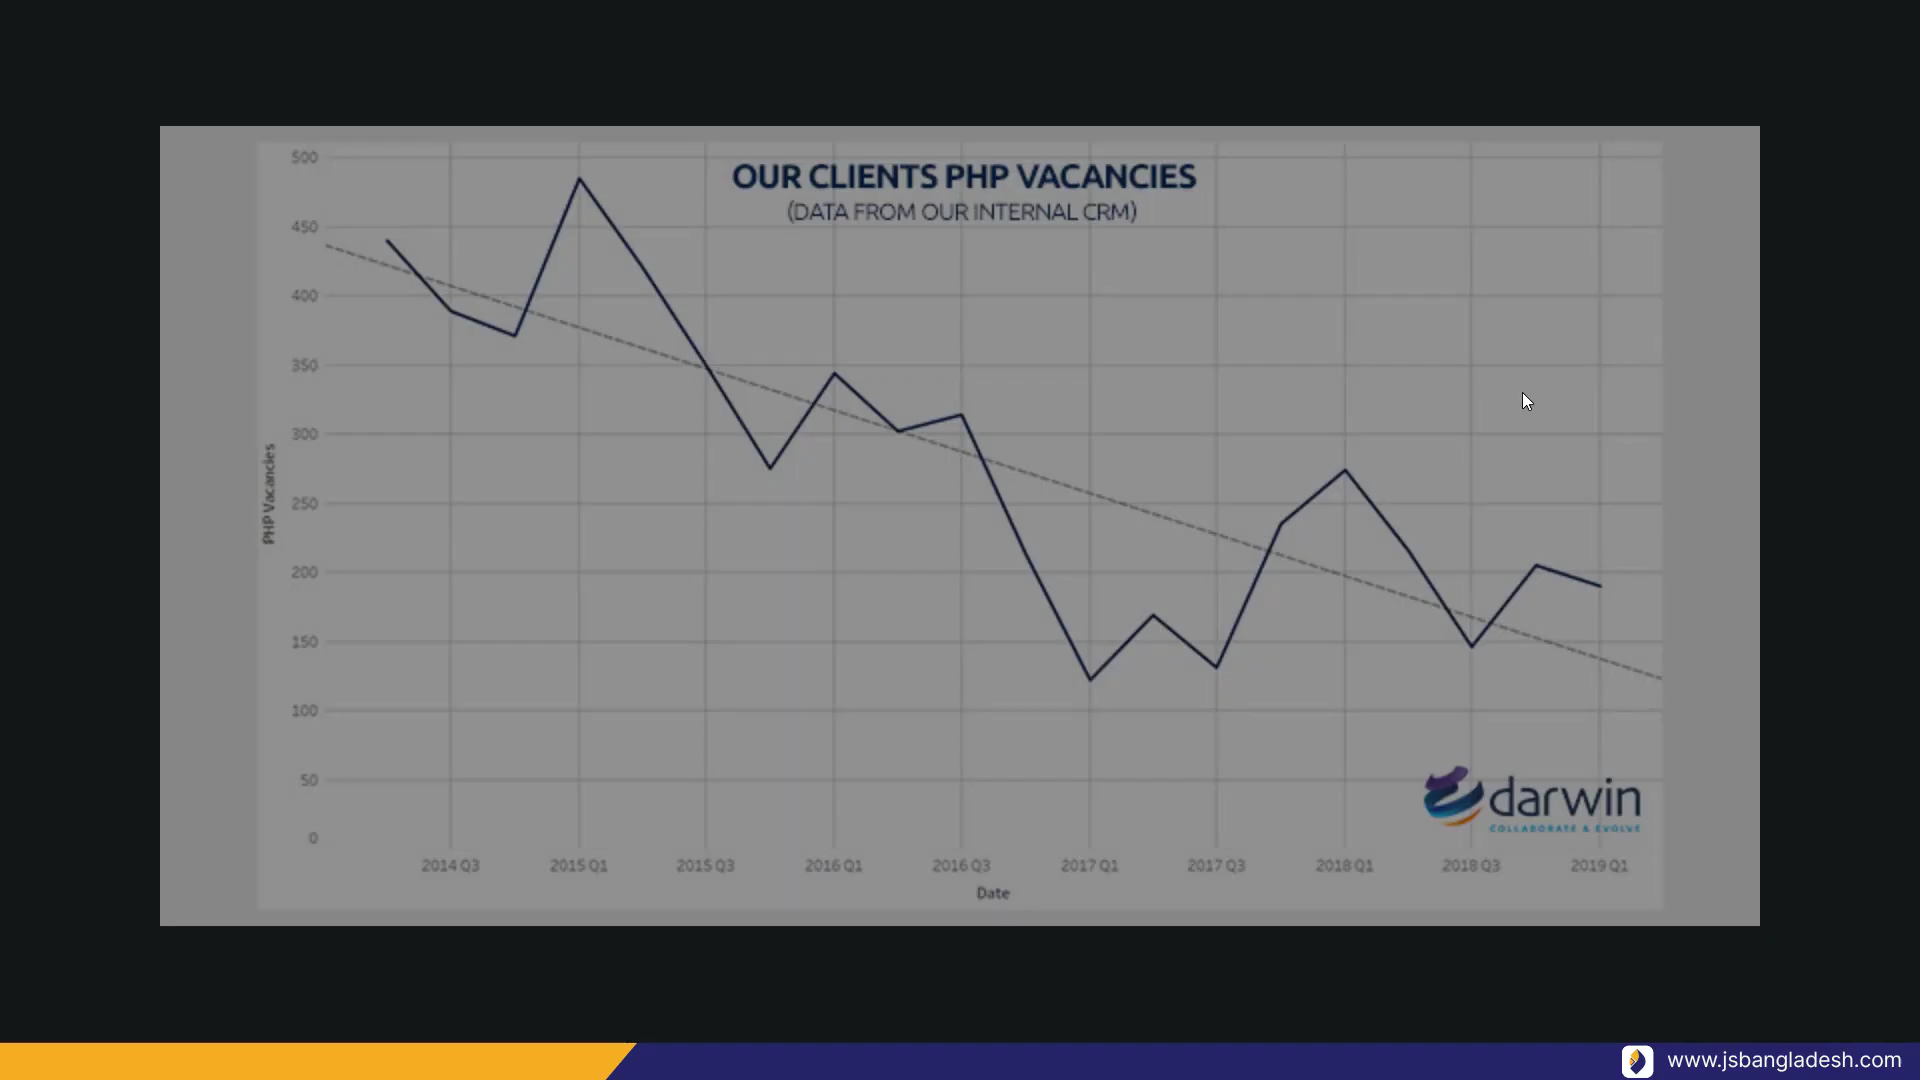 OUR CLIENTS PHP VACANCIES
(DATA FROM OUR INTERNAL CRM)
500
450
400
350
300
250
200
150
100
50
0
PHP Vacancies
2014 Q3 2015 Q1 2015 Q3 2016 Q1 2016 Q3 2017 Q1 2017 Q3 2018 Q1 2018 Q3 2019 Q1
Date
darwin
COLLABORATE & EVOLVE
www.jsbangladesh.com